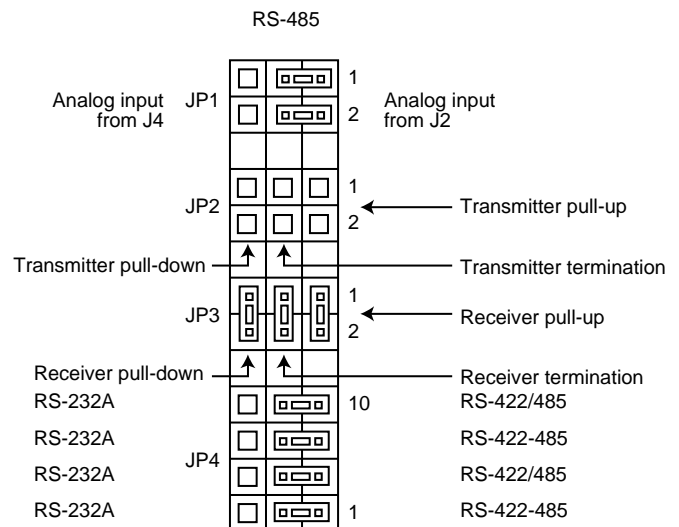 RS-485
1
Analog input from J4
JP1
2
Analog input from J2
1
JP2
Transmitter pull-up
2
Transmitter pull-down
Transmitter termination
1
JP3
Receiver pull-up
2
Receiver pull-down
Receiver termination
RS-232A
10
RS-422/485
RS-232A
RS-422-485
JP4
RS-232A
RS-422/485
RS-232A
1
RS-422-485